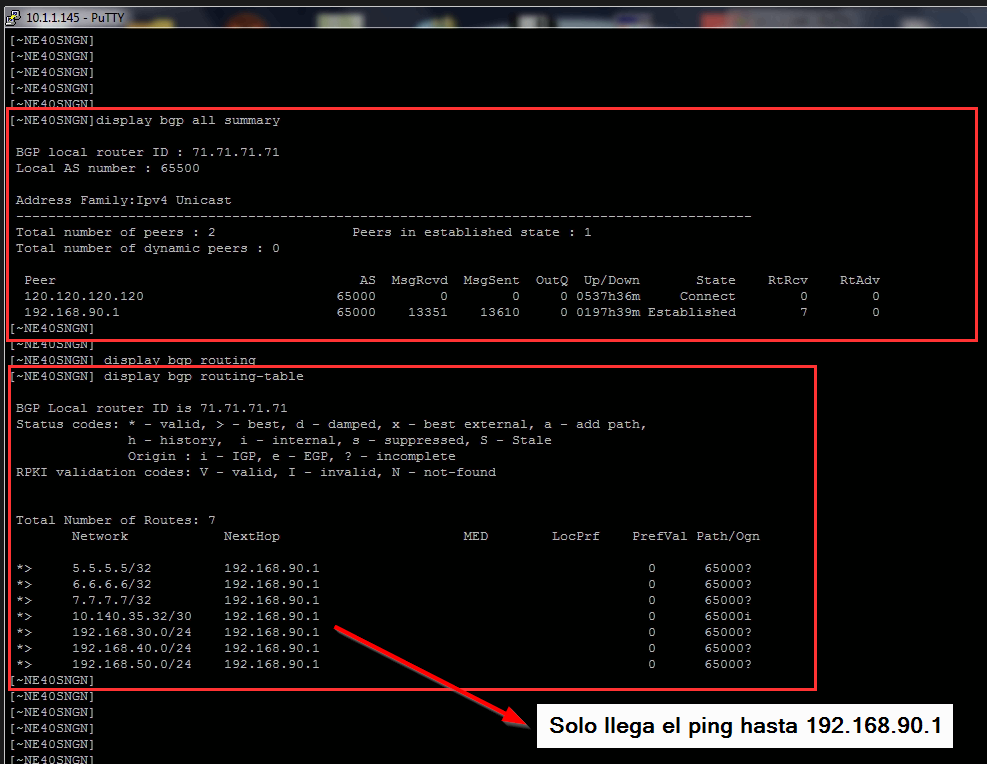 10.1.1.145 - PuTTY
[~NE40SNGN]
[~NE40SNGN]
[~NE40SNGN]
[~NE40SNGN]
[~NE40SNGN]
[~NE40SNGN]display bgp all summary
BGP local router ID : 71.71.71.71
Local AS number : 65500
Address Family:Ipv4 Unicast
--------------------------------------------------------------------------------------------
Total number of peers : 2 Peers in established state : 1
Total number of dynamic peers : 0
Peer AS MsgRcvd MsgSent OutQ Up/Down State RtRcv RtAdv
120.120.120.120 65000 0 0 0 0537h36m Connect 0 0
192.168.90.1 65000 13351 13610 0 0197h39m Established 7 0
[~NE40SNGN]
[~NE40SNGN]
[~NE40SNGN] display bgp routing
[~NE40SNGN] display bgp routing-table
BGP Local router ID is 71.71.71.71
Status codes: * - valid, > - best, d - damped, x - best external, a - add path,
h - history, i - internal, s - suppressed, S - Stale
Origin : i - IGP, e - EGP, ? - incomplete
RPKI validation codes: V - valid, I - invalid, N - not-found
Total Number of Routes: 7
Network NextHop MED LocPrf PrefVal Path/Ogn
*> 5.5.5.5/32 192.168.90.1 0 65000?
*> 6.6.6.6/32 192.168.90.1 0 65000?
*> 7.7.7.7/32 192.168.90.1 0 65000?
*> 10.140.35.32/30 192.168.90.1 0 65000i
*> 192.168.30.0/24 192.168.90.1 0 65000?
*> 192.168.40.0/24 192.168.90.1 0 65000?
*> 192.168.50.0/24 192.168.90.1 0 65000?
[~NE40SNGN]
[~NE40SNGN]
[~NE40SNGN]
[~NE40SNGN]
[~NE40SNGN]
[~NE40SNGN]
Solo llega el ping hasta 192.168.90.1